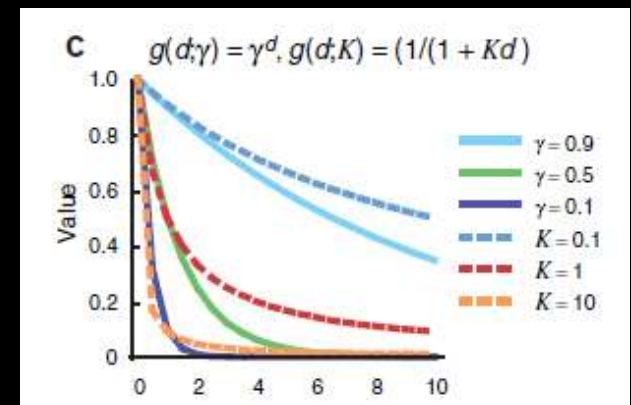 C g(d;γ) = γᵈ, g(d;K) = (1/(1 + Kd)
1.0
0.8
0.6
0.4
0.2
0
Value
0 2 4 6 8 10
γ = 0.9
γ = 0.5
γ = 0.1
K = 0.1
K = 1
K = 10